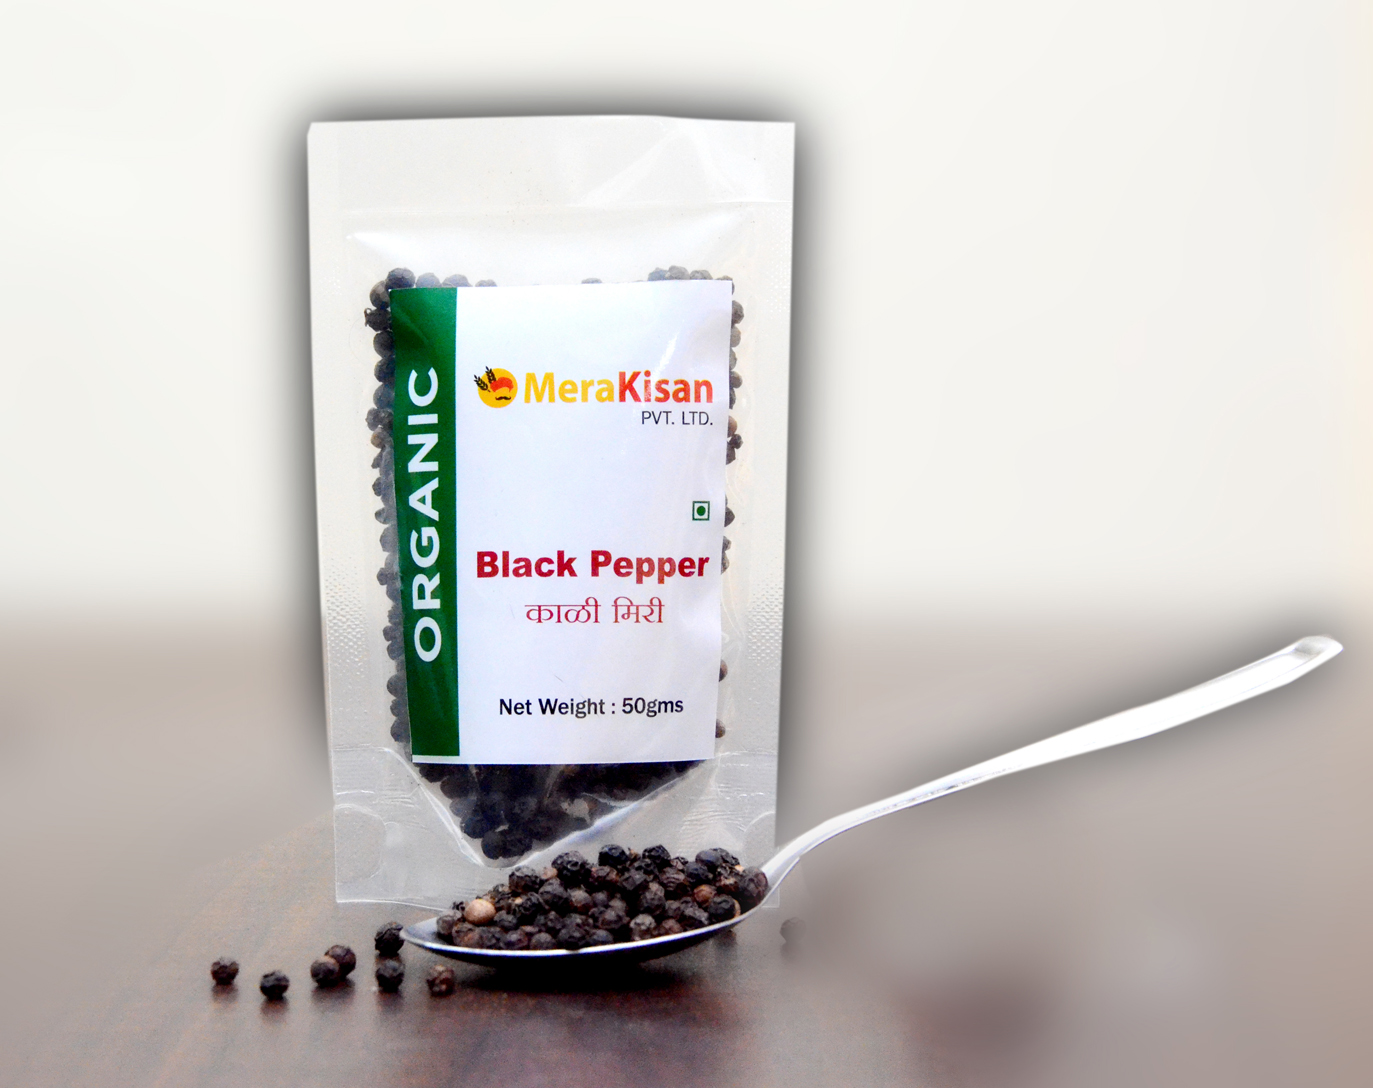 ORGANIC
MeraKisan
PVT. LTD.
Black Pepper
काळी मिरी
Net Weight : 50gms